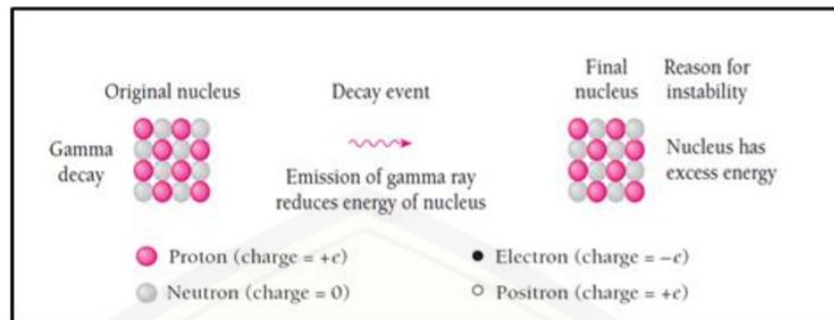 Original nucleus
Decay event
Final
nucleus
Reason for
instability
Gamma
decay
Emission of gamma ray
reduces energy of nucleus
Nucleus has
excess energy
Proton (charge = +e)
Electron (charge = −e)
Neutron (charge = 0)
Positron (charge = +e)